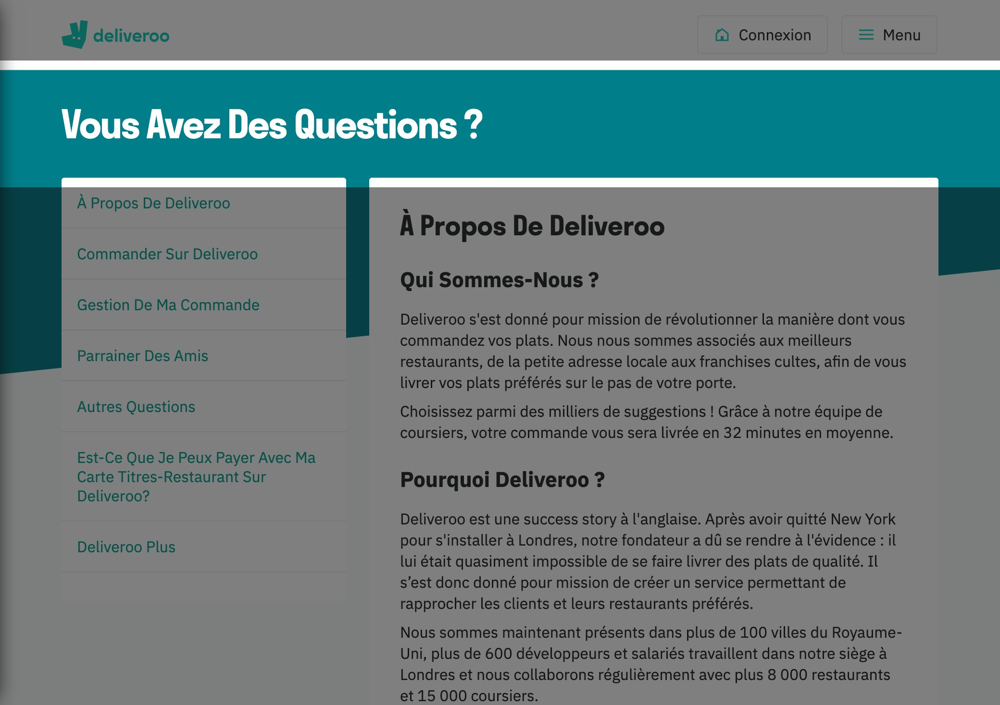 deliveroo
Connexion
Menu
Vous Avez Des Questions ?
À Propos De Deliveroo
Commander Sur Deliveroo
Gestion De Ma Commande
Parrainer Des Amis
Autres Questions
Est-Ce Que Je Peux Payer Avec Ma
Carte Titres-Restaurant Sur
Deliveroo?
Deliveroo Plus
À Propos De Deliveroo
Qui Sommes-Nous ?
Deliveroo s'est donné pour mission de révolutionner la manière dont vous
commandez vos plats. Nous nous sommes associés aux meilleurs
restaurants, de la petite adresse locale aux franchises cultes, afin de vous
livrer vos plats préférés sur le pas de votre porte.
Choisissez parmi des milliers de suggestions ! Grâce à notre équipe de
coursiers, votre commande vous sera livrée en 32 minutes en moyenne.
Pourquoi Deliveroo ?
Deliveroo est une success story à l'anglaise. Après avoir quitté New York
pour s'installer à Londres, notre fondateur a dû se rendre à l'évidence : il
lui était quasiment impossible de se faire livrer des plats de qualité. Il
s’est donc donné pour mission de créer un service permettant de
rapprocher les clients et leurs restaurants préférés.
Nous sommes maintenant présents dans plus de 100 villes du Royaume-
Uni, plus de 600 développeurs et salariés travaillent dans notre siège à
Londres et nous collaborons régulièrement avec plus 8 000 restaurants
et 15 000 coursiers.